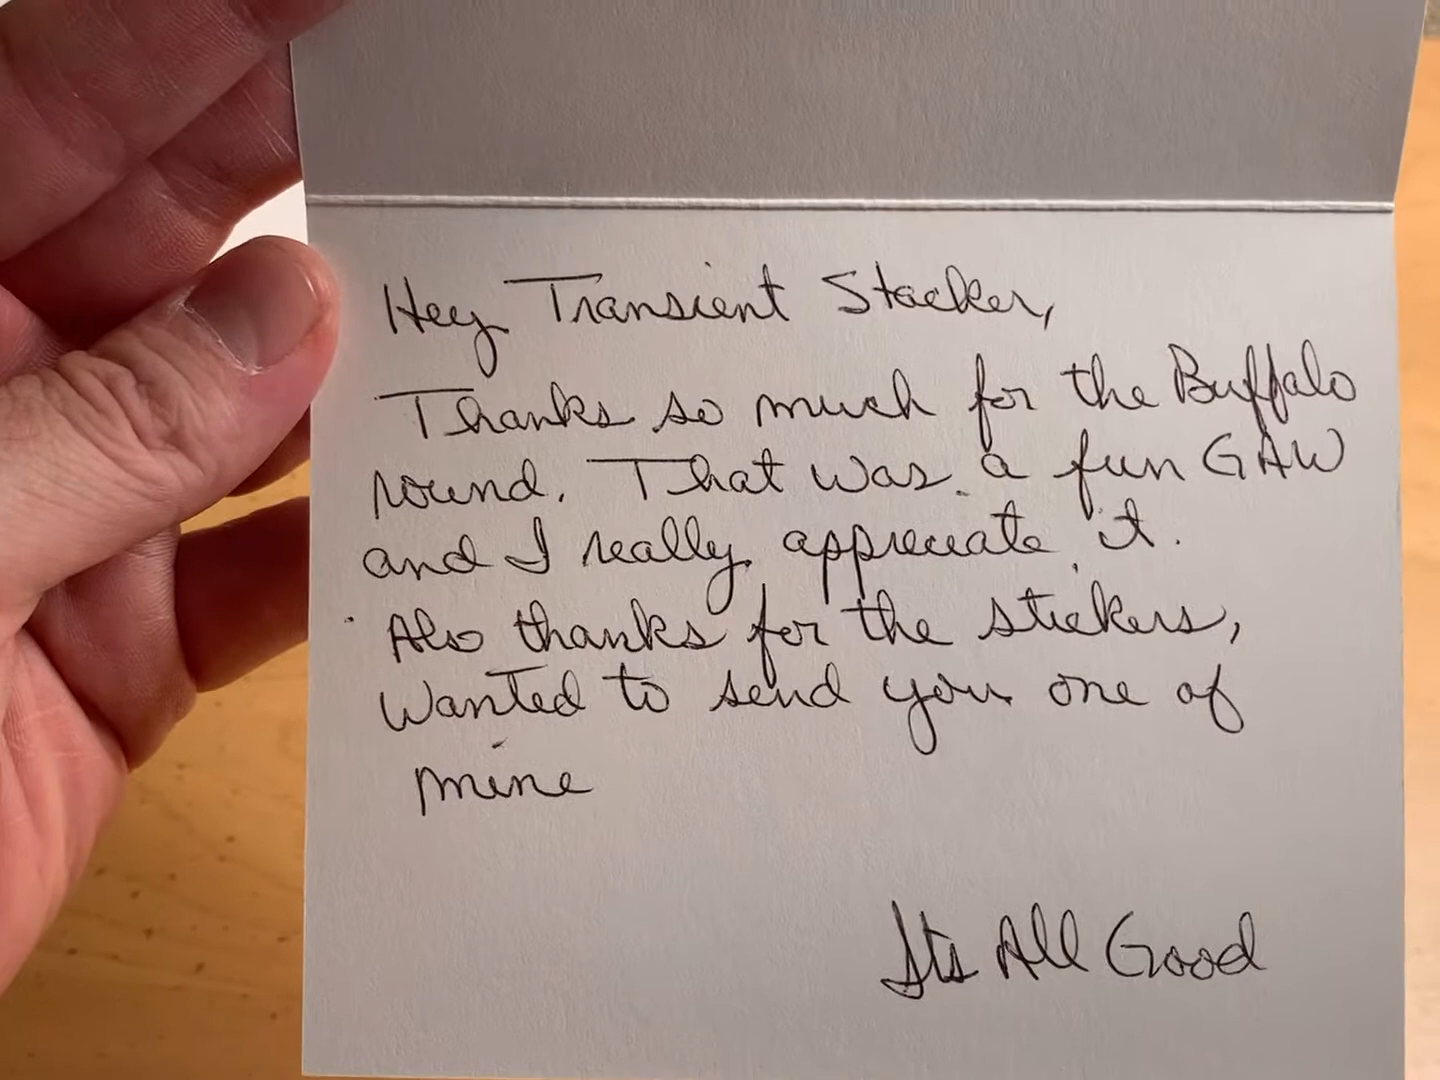 Hey Transient Stacker,
Thanks so much for the Buffalo
round. That was a fun GAW
and I really appreciate it.
Also thanks for the stickers,
Wanted to send you one of
mine
Its All Good